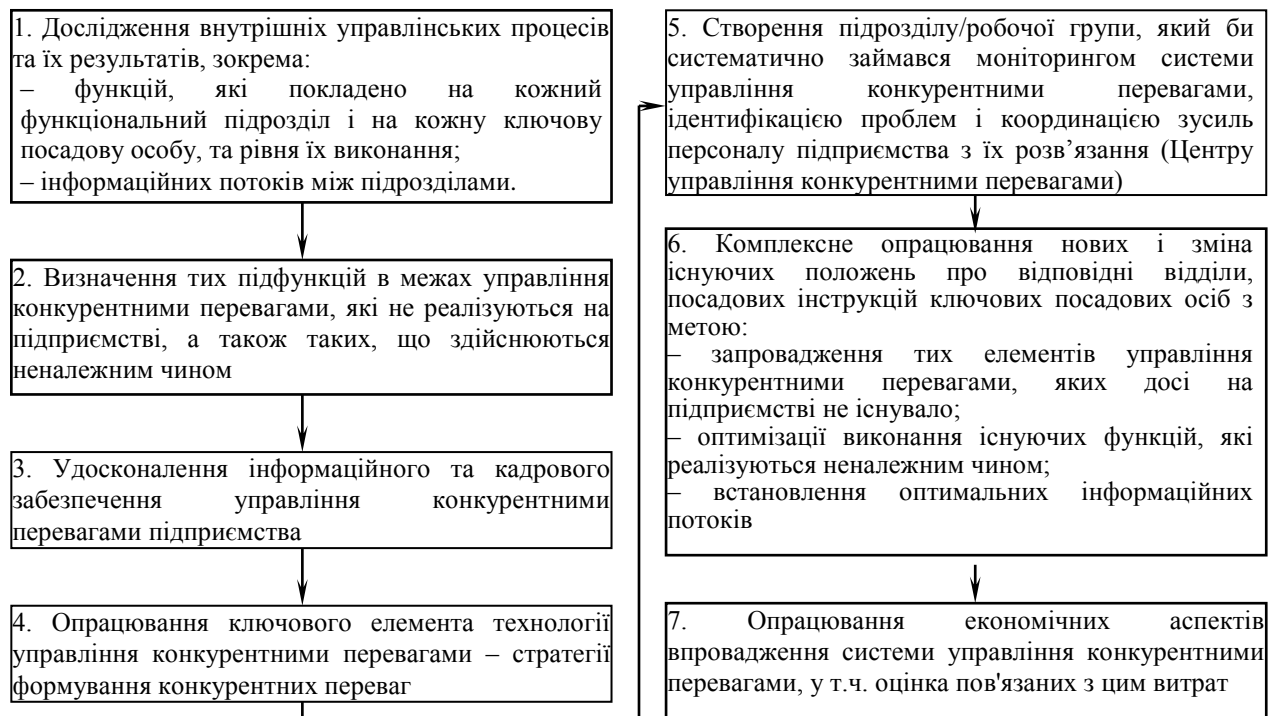 1. Дослідження внутрішніх управлінських процесів
та їх результатів, зокрема:
– функцій, які покладено на кожний
функціональний підрозділ і на кожну ключову
посадову особу, та рівня їх виконання;
– інформаційних потоків між підрозділами.
2. Визначення тих підфункцій в межах управління
конкурентними перевагами, які не реалізуються на
підприємстві, а також таких, що здійснюються
неналежним чином
3. Удосконалення інформаційного та кадрового
забезпечення управління конкурентними
перевагами підприємства
4. Опрацювання ключового елемента технології
управління конкурентними перевагами – стратегії
формування конкурентних переваг
5. Створення підрозділу/робочої групи, який би
систематично займався моніторингом системи
управління конкурентними перевагами,
ідентифікацією проблем і координацією зусиль
персоналу підприємства з їх розв’язання (Центру
управління конкурентними перевагами)
6. Комплексне опрацювання нових і зміна
існуючих положень про відповідні відділи,
посадових інструкцій ключових посадових осіб з
метою:
– запровадження тих елементів управління
конкурентними перевагами, яких досі на
підприємстві не існувало;
– оптимізації виконання існуючих функцій, які
реалізуються неналежним чином;
– встановлення оптимальних інформаційних
потоків
7. Опрацювання економічних аспектів
впровадження системи управління конкурентними
перевагами, у т.ч. оцінка пов'язаних з цим витрат